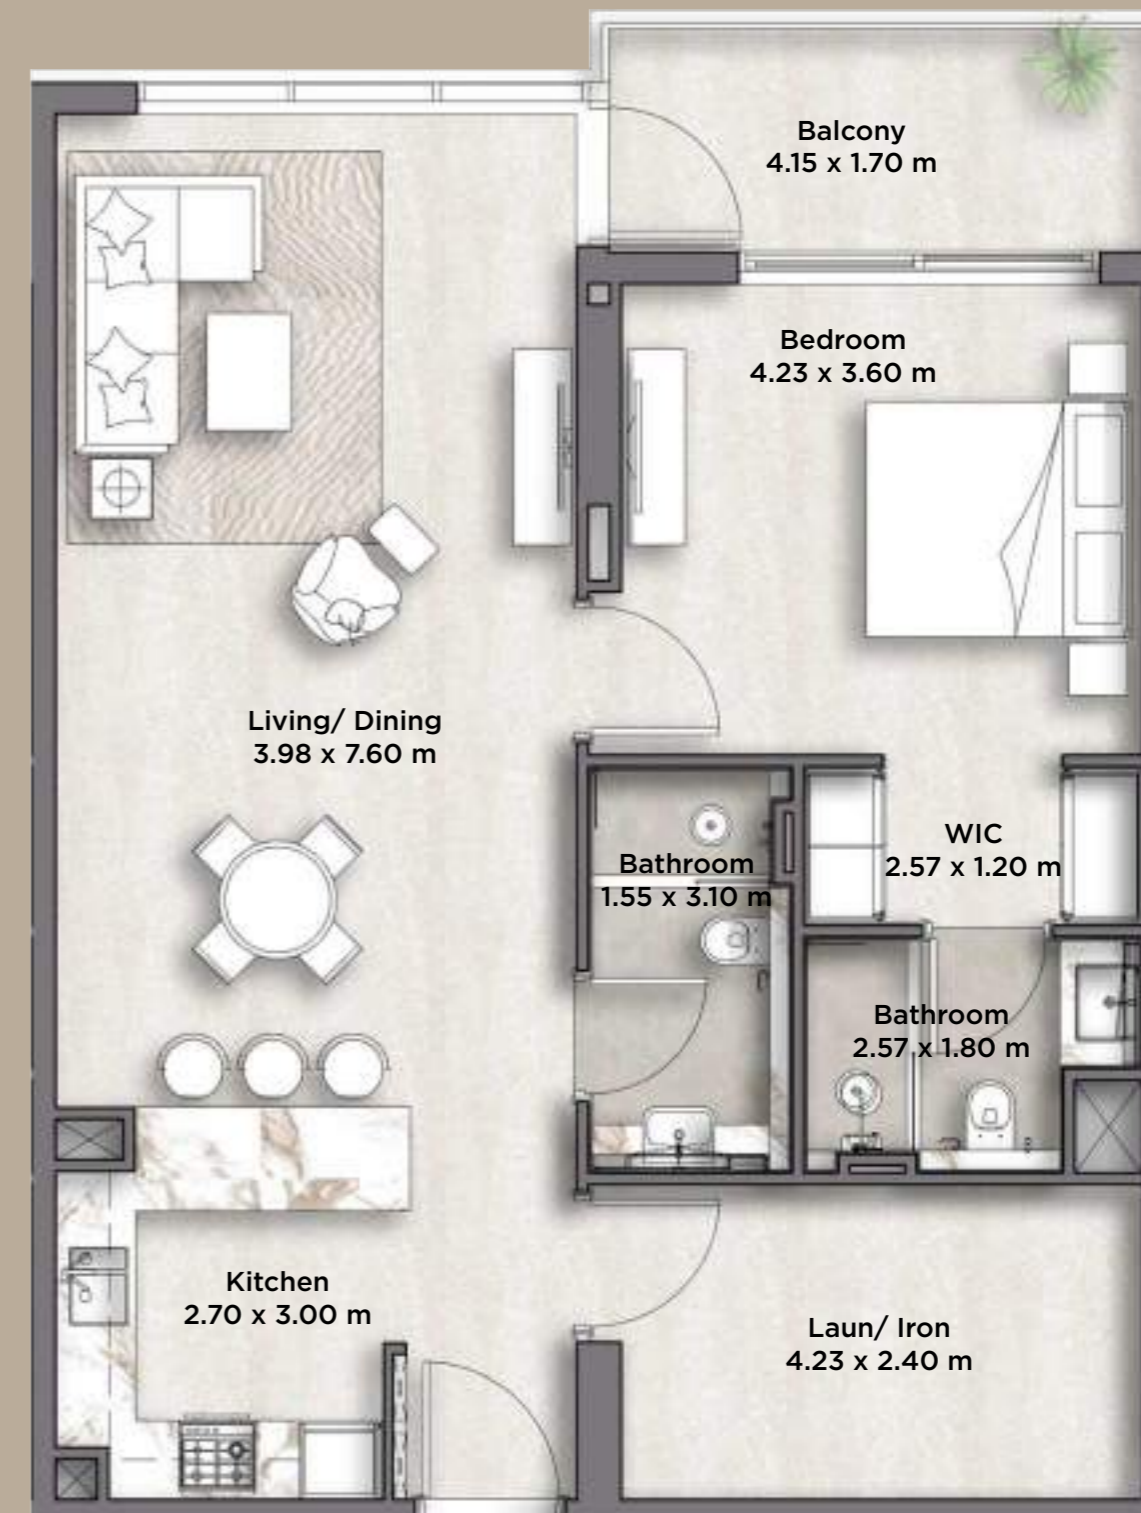 Balcony
4.15 x 1.70 m
Bedroom
4.23 x 3.60 m
Living/ Dining
3.98 x 7.60 m
WIC
2.57 x 1.20 m
Bathroom
1.55 x 3.10 m
Bathroom
2.57 x 1.80 m
Kitchen
2.70 x 3.00 m
Laun/ Iron
4.23 x 2.40 m